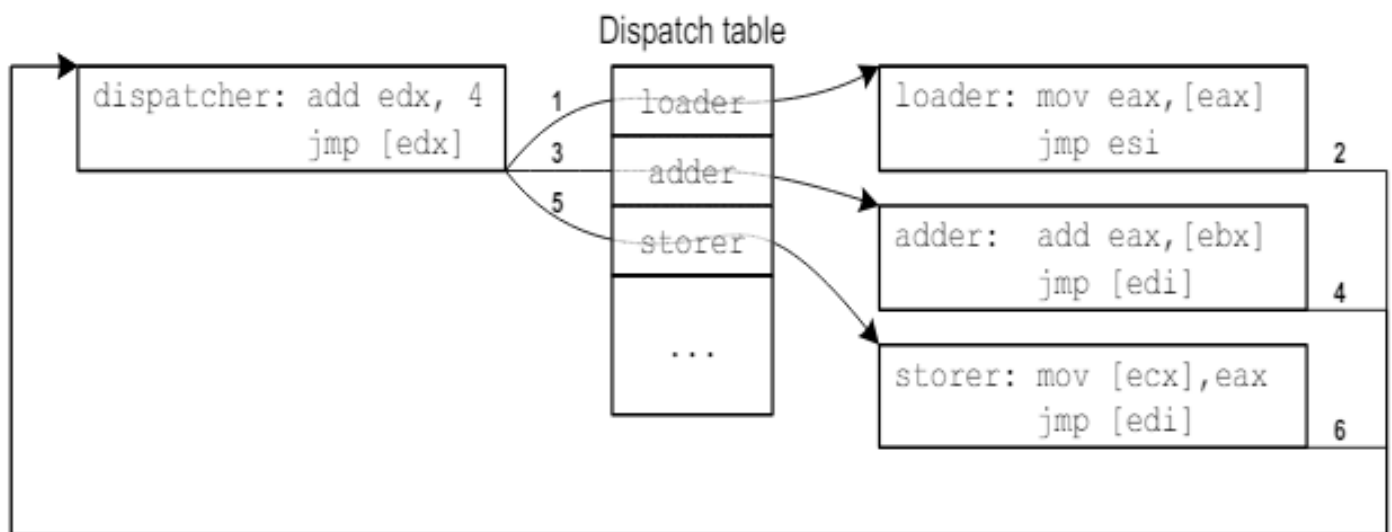 Dispatch table
dispatcher: add edx, 4
jmp [edx]
1
3
5
loader
adder
storer
...
loader: mov eax,[eax]
jmp esi
2
adder: add eax,[ebx]
jmp [edi]
4
storer: mov [ecx],eax
jmp [edi]
6